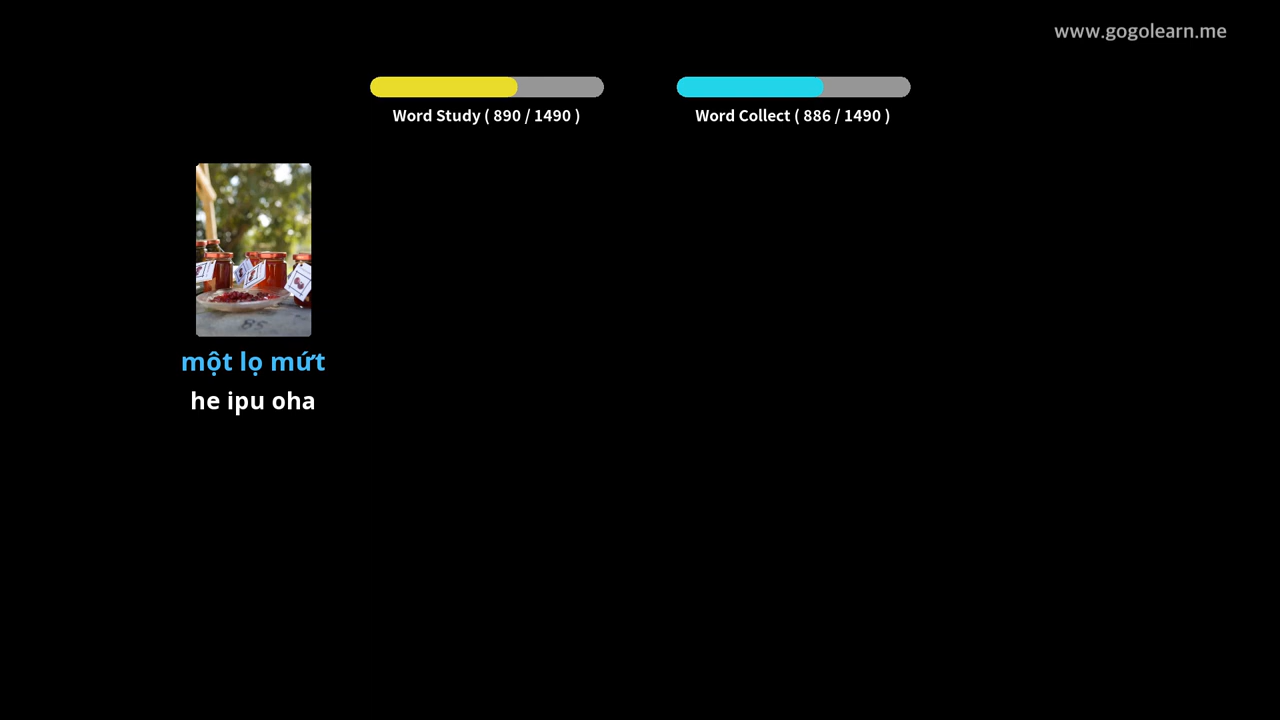 www.gogolearn.me
Word Study ( 890 / 1490 )
Word Collect ( 886 / 1490 )
một lọ mứt
he ipu oha